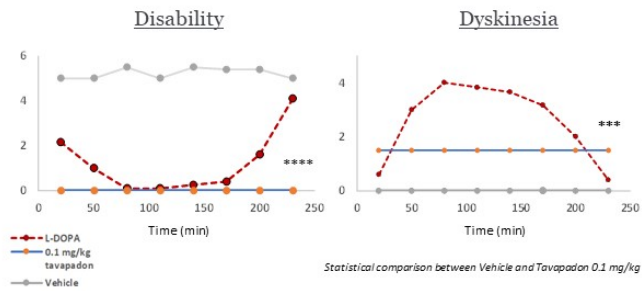 Disability
Dyskinesia
6
4
2
0
****
0 50 100 150 200 250
Time (min)
4
2
0
***
0 50 100 150 200 250
Time (min)
L-DOPA
0.1 mg/kg
tavapadon
Vehicle
Statistical comparison between Vehicle and Tavapadon 0.1 mg/kg